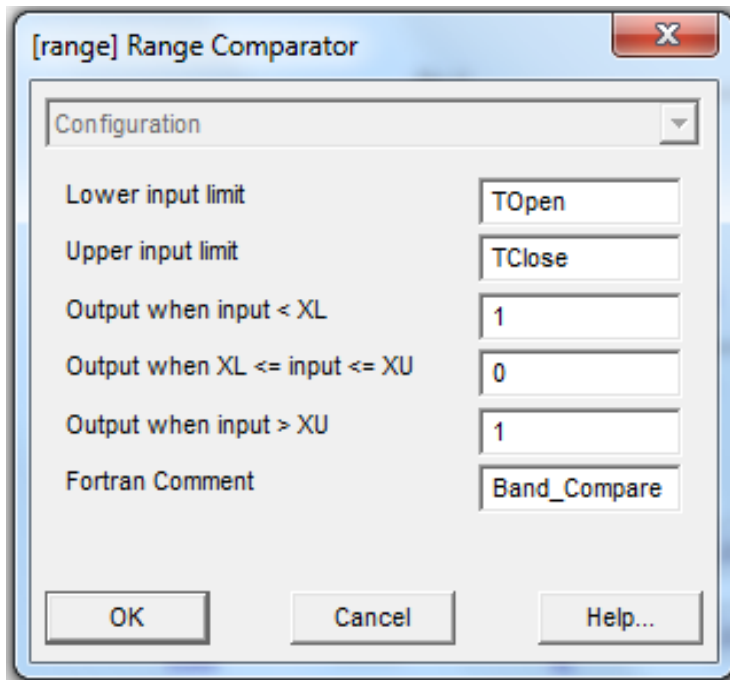 [range] Range Comparator
Configuration
Lower input limit TOpen
Upper input limit TClose
Output when input < XL 1
Output when XL <= input <= XU 0
Output when input > XU 1
Fortran Comment Band_Compare
OK Cancel Help...